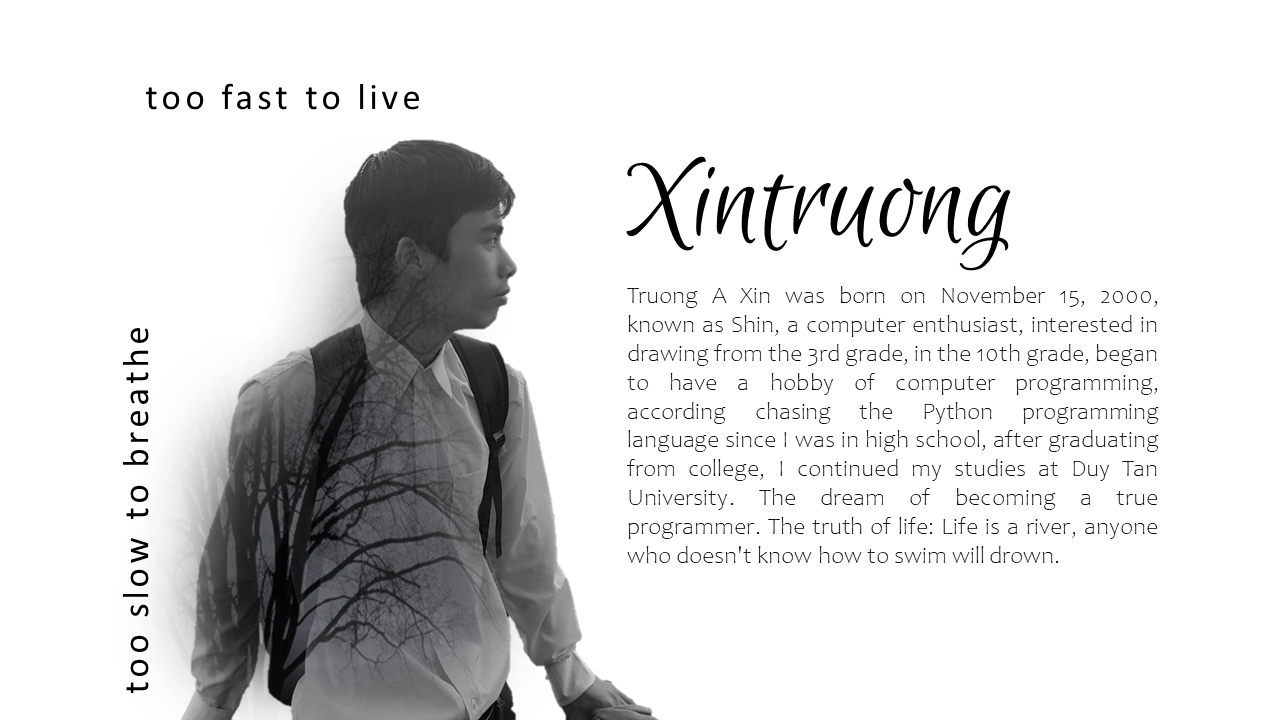 too fast to live
too slow to breathe
Xintruong
Truong A Xin was born on November 15, 2000,
known as Shin, a computer enthusiast, interested in
drawing from the 3rd grade, in the 10th grade, began
to have a hobby of computer programming,
according chasing the Python programming
language since I was in high school, after graduating
from college, I continued my studies at Duy Tan
University. The dream of becoming a true
programmer. The truth of life: Life is a river, anyone
who doesn't know how to swim will drown.